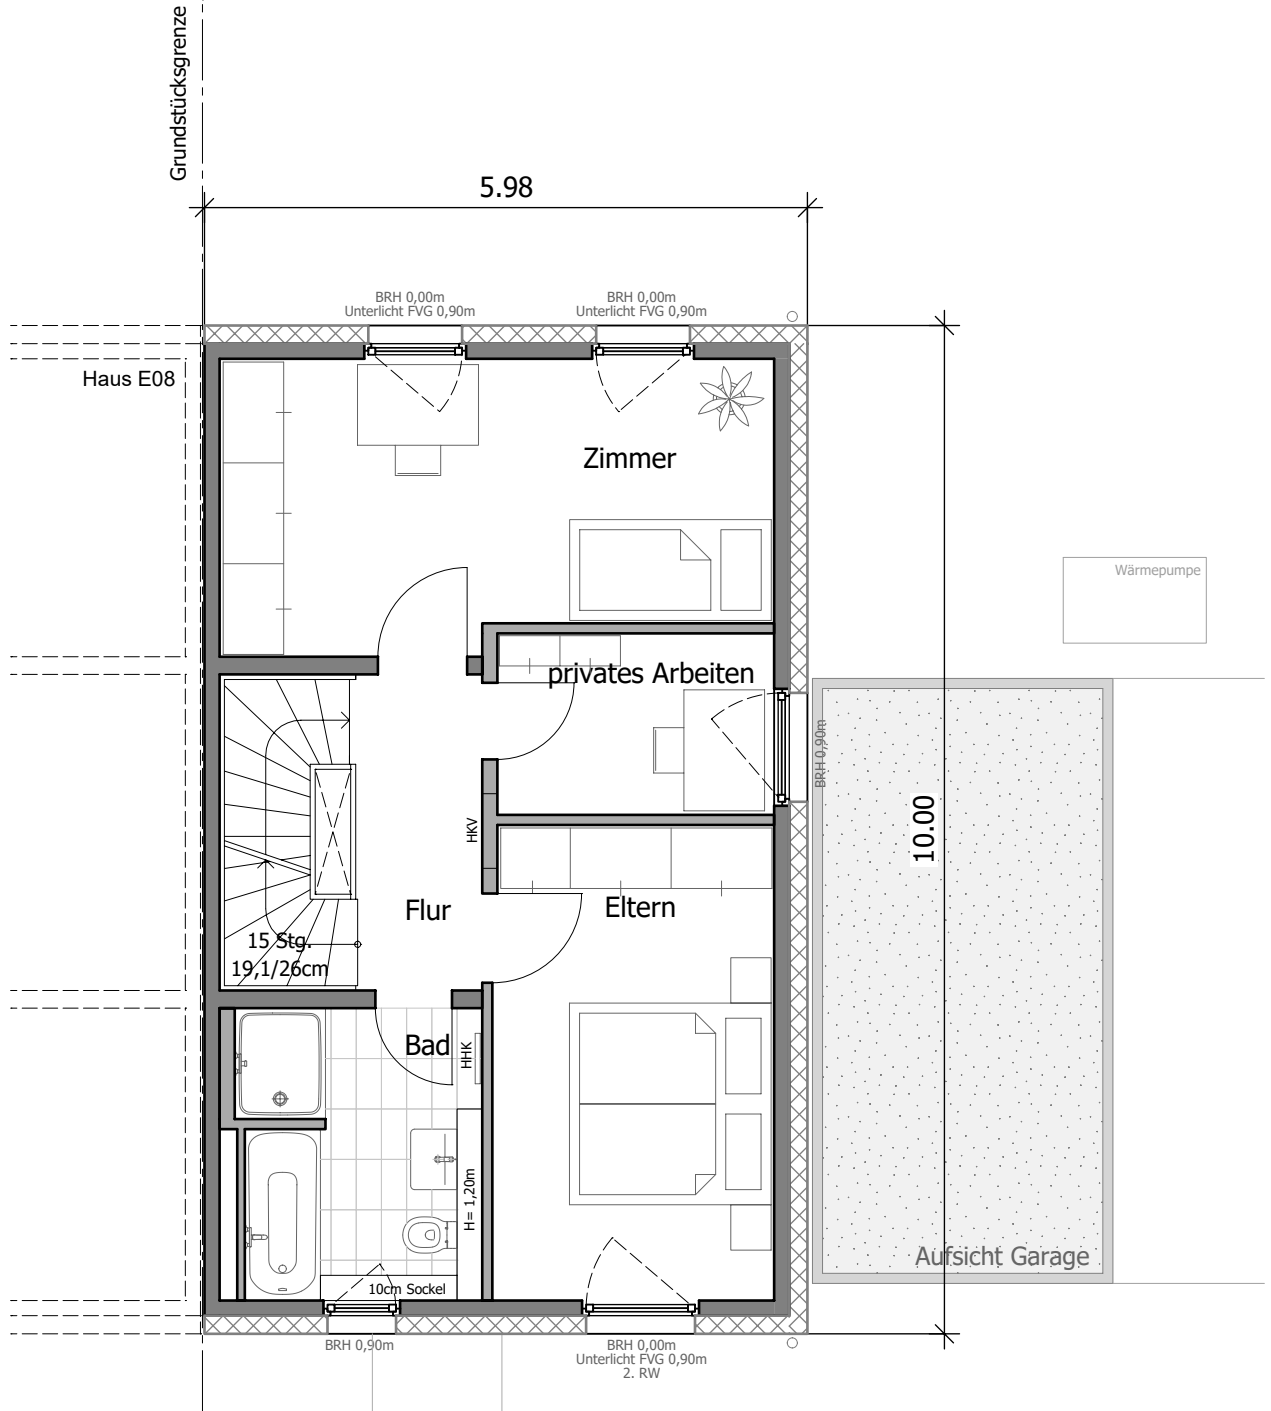 Grundstücksgrenze
5.98
BRH 0,00m
Unterlicht FVG 0,90m
BRH 0,00m
Unterlicht FVG 0,90m
Haus E08
Zimmer
Wärmepumpe
privates Arbeiten
BRH 0,90m
10.00
HKV
Flur
Eltern
15 Stg.
19,1/26cm
Bad
HHK
H= 1,20m
Aufsicht Garage
10cm Sockel
BRH 0,90m
BRH 0,00m
Unterlicht FVG 0,90m
2. RW